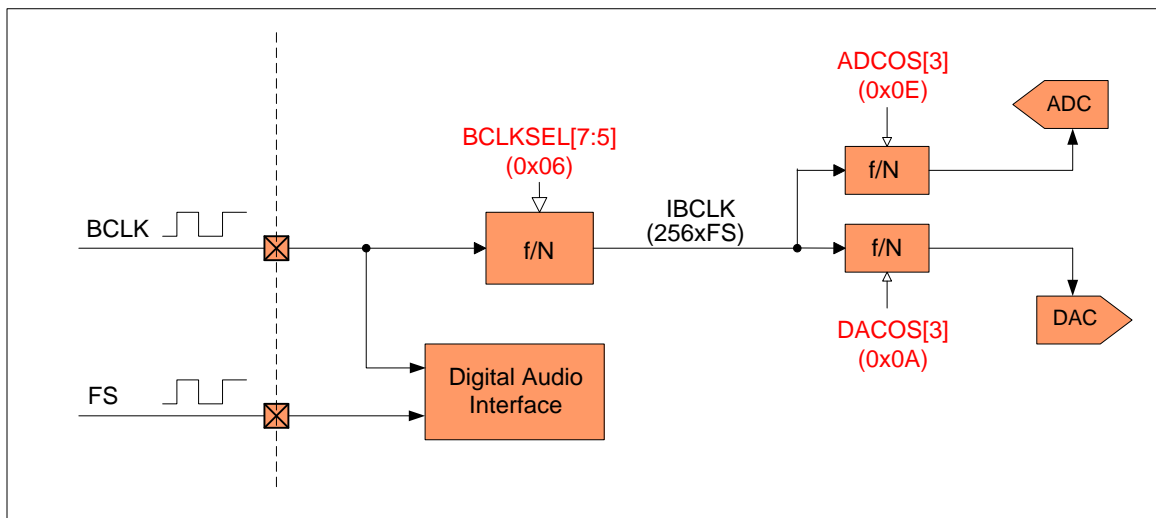 ADCOS[3]
(0x0E)
ADC
BCLKSEL[7:5]
(0x06)
f/N
IBCLK
(256xFS)
BCLK
f/N
f/N
DACOS[3]
(0x0A)
DAC
FS
Digital Audio
Interface